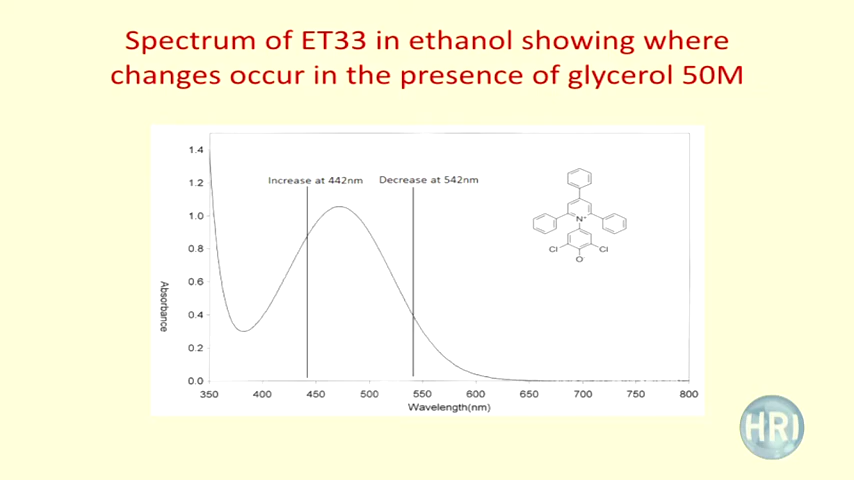 Spectrum of ET33 in ethanol showing where
changes occur in the presence of glycerol 50M
Increase at 442nm
Decrease at 542nm
1.4
1.2
1.0
0.8
0.6
0.4
0.2
0.0
Absorbance
350 400 450 500 550 600 650 700 750 800
Wavelength(nm)
N+
Cl
Cl
O-
HRI